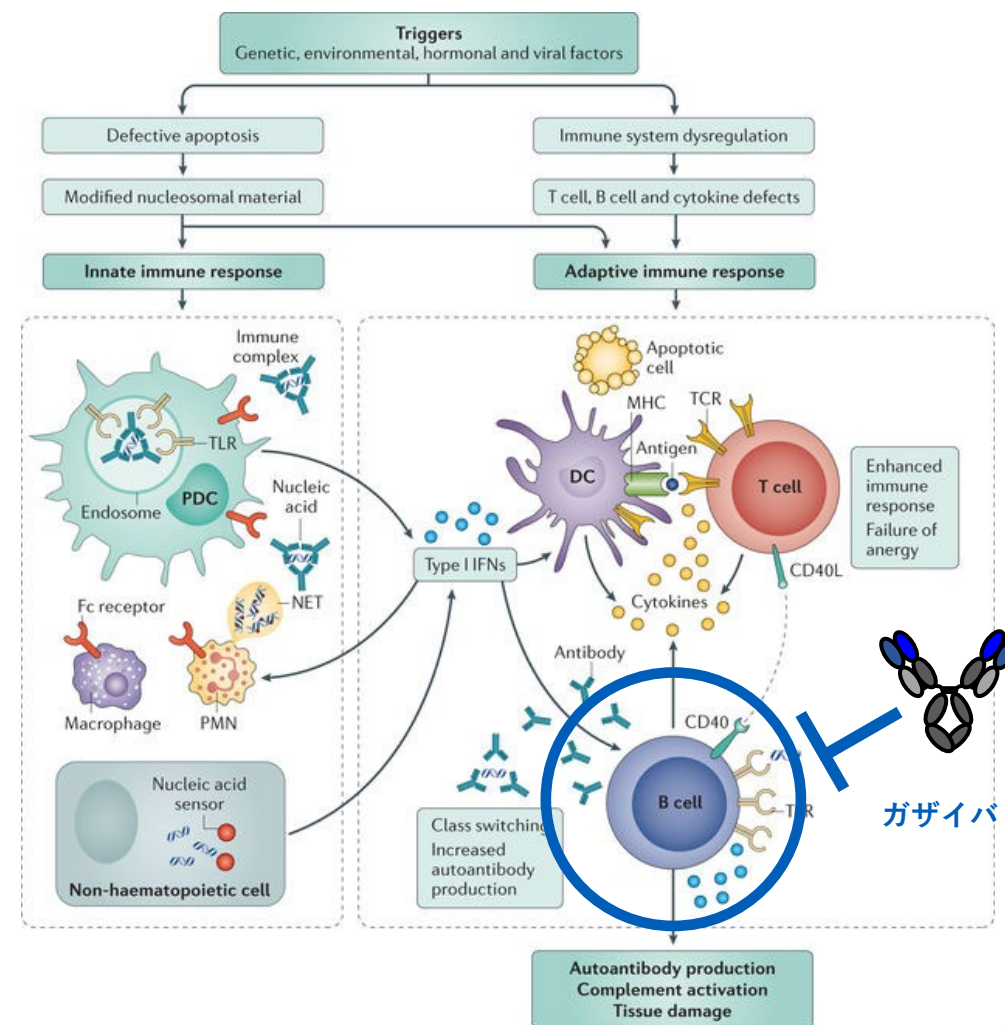 Triggers
Genetic, environmental, hormonal and viral factors
Defective apoptosis
Immune system dysregulation
Modified nucleosomal material
T cell, B cell and cytokine defects
Innate immune response
Adaptive immune response
Immune
complex
TLR
PDC
Endosome
Nucleic
acid
NET
Fc receptor
Macrophage
PMN
Nucleic acid
sensor
Non-haematopoietic cell
Type I IFNs
Apoptotic
cell
MHC
TCR
Antigen
DC
T cell
Enhanced
immune
response
Failure of
anergy
CD40L
Cytokines
Antibody
CD40
B cell
Class switching
Increased
autoantibody
production
ガザイバ
Autoantibody production
Complement activation
Tissue damage